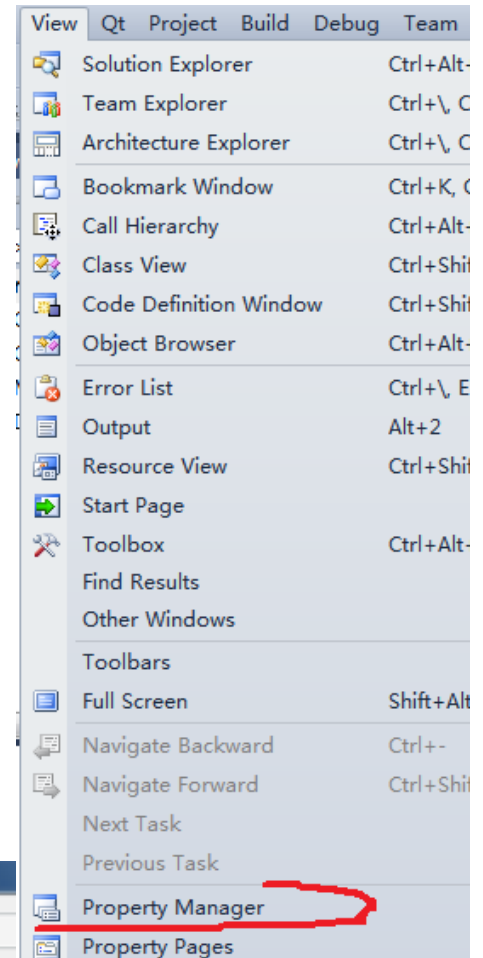 View Qt Project Build Debug Team
Solution Explorer Ctrl+Alt-
Team Explorer Ctrl+\, C
Architecture Explorer Ctrl+\, C
Bookmark Window Ctrl+K, C
Call Hierarchy Ctrl+Alt-
Class View Ctrl+Shif
Code Definition Window Ctrl+Shif
Object Browser Ctrl+Alt-
Error List Ctrl+\, E
Output Alt+2
Resource View Ctrl+Shif
Start Page
Toolbox Ctrl+Alt-
Find Results
Other Windows
Toolbars
Full Screen Shift+Alt
Navigate Backward Ctrl+-
Navigate Forward Ctrl+Shif
Next Task
Previous Task
Property Manager
Property Pages